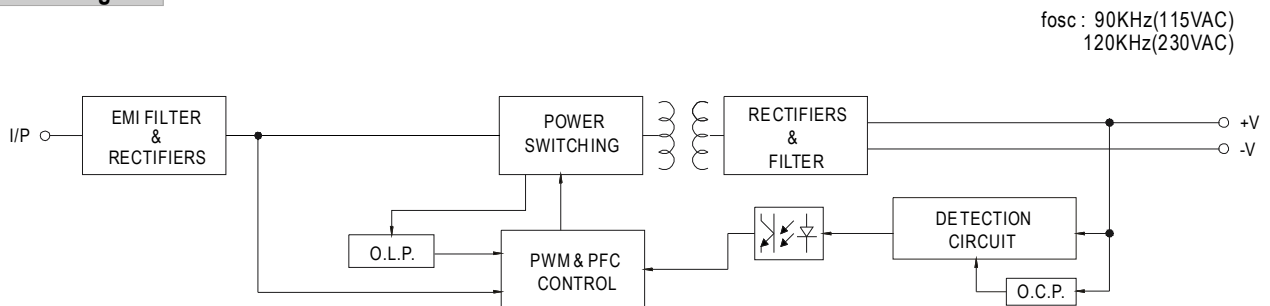 fosc : 90KHz(115VAC)
120KHz(230VAC)
I/P
EMI FILTER
&
RECTIFIERS
POWER
SWITCHING
RECTIFIERS
&
FILTER
+V
-V
O.L.P.
PWM & PFC
CONTROL
DETECTION
CIRCUIT
O.C.P.